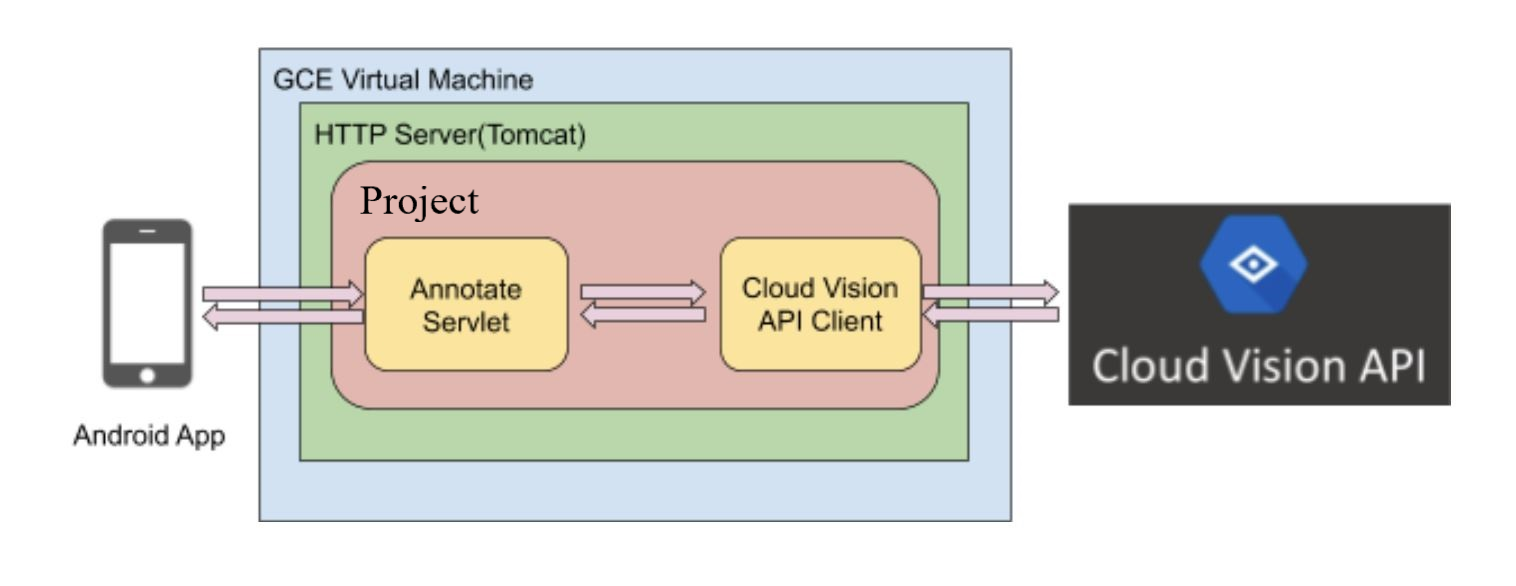 GCE Virtual Machine
HTTP Server(Tomcat)
Project
Annotate
Servlet
Cloud Vision
API Client
Cloud Vision API
Android App